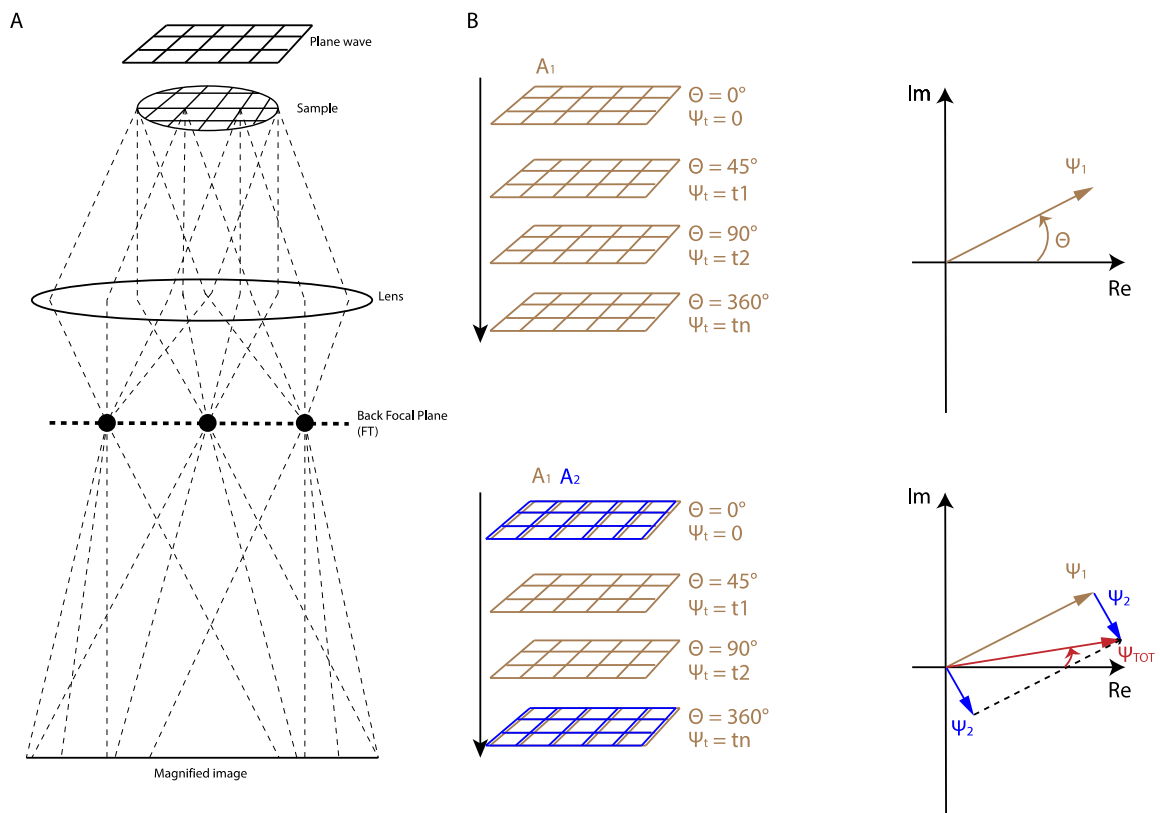 A
Plane wave
Sample
Lens
Back Focal Plane
(FT)
Magnified image
B
A₁
Θ = 0°
Ψₜ = 0
Θ = 45°
Ψₜ = t1
Θ = 90°
Ψₜ = t2
Θ = 360°
Ψₜ = tn
Im
Ψ₁
Θ
Re
A₁ A₂
Θ = 0°
Ψₜ = 0
Θ = 45°
Ψₜ = t1
Θ = 90°
Ψₜ = t2
Θ = 360°
Ψₜ = tn
Im
Ψ₁
Ψ₂
Ψ_TOT
Re
Ψ₂